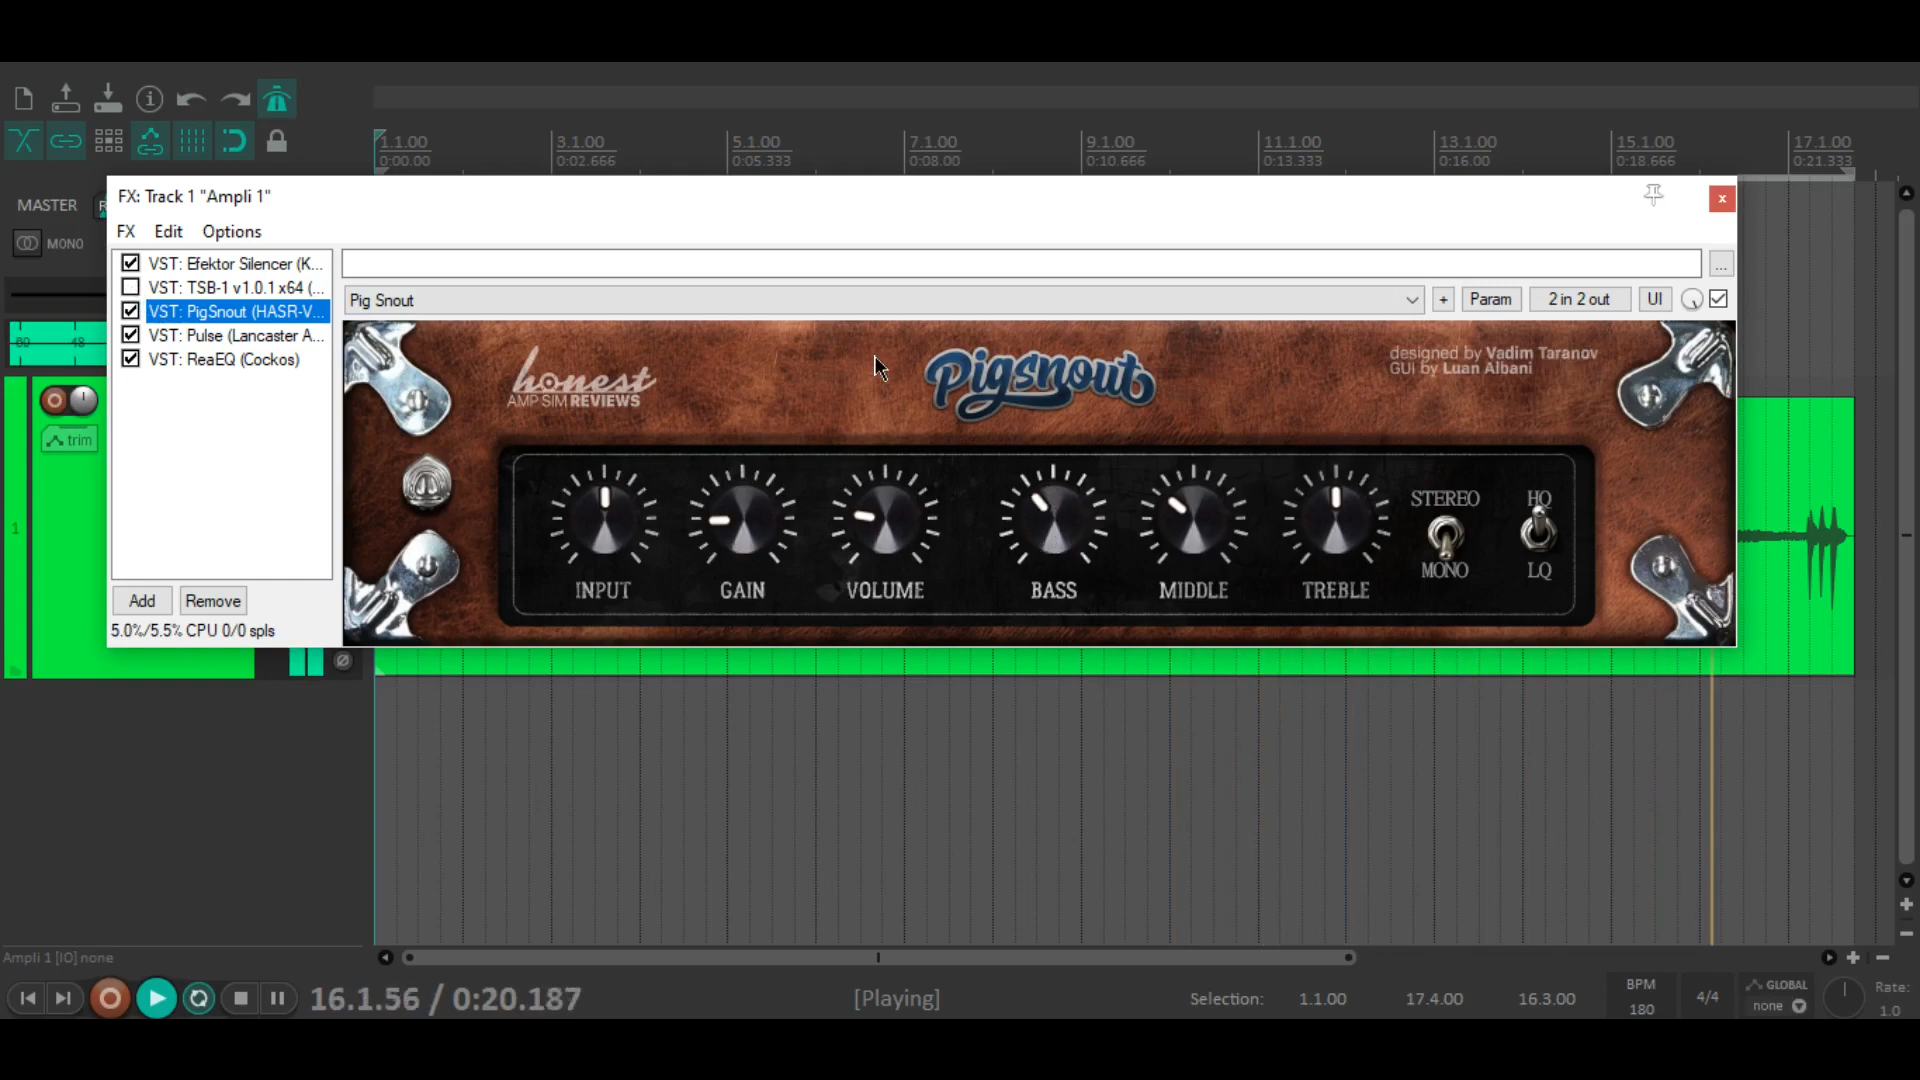 1.1.00 3.1.00 5.1.00 7.1.00 9.1.00 11.1.00 13.1.00 15.1.00 17.1.00
0:00.00 0:02.666 0:05.333 0:08.00 0:10.666 0:13.333 0:16.00 0:18.666 0:21.333
MASTER
MONO
FX: Track 1 "Ampli 1"
x
FX Edit Options
VST: Efektor Silencer (K...
VST: TSB-1 v1.0.1 x64 (...
VST: PigSnout (HASR-V...
VST: Pulse (Lancaster A...
VST: ReaEQ (Cockos)
...
Pig Snout
+
Param
2 in 2 out
UI
honest
AMP SIM REVIEWS
Pigsnout
designed by Vadim Taranov
GUI by Luan Albani
STEREO HQ
MONO LQ
INPUT GAIN VOLUME BASS MIDDLE TREBLE
Add Remove
5.0%/5.5% CPU 0/0 spls
trim
1
Ampli 1 [IO] none
16.1.56 / 0:20.187
[Playing]
Selection: 1.1.00 17.4.00 16.3.00
BPM
180
4/4
GLOBAL
none
Rate:
1.0